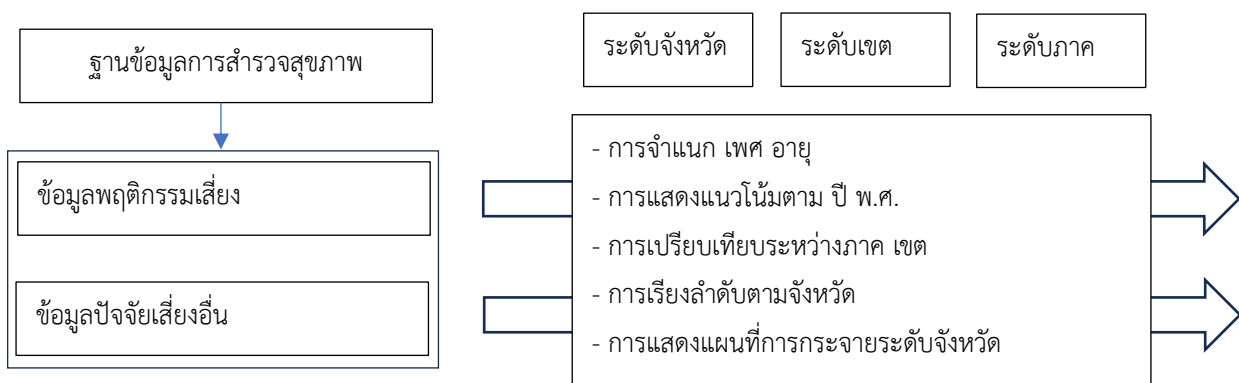 ฐานข้อมูลการสำรวจสุขภาพ
ข้อมูลพฤติกรรมเสี่ยง
ข้อมูลปัจจัยเสี่ยงอื่น
ระดับจังหวัด
ระดับเขต
ระดับภาค
- การจำแนก เพศ อายุ
- การแสดงแนวโน้มตาม ปี พ.ศ.
- การเปรียบเทียบระหว่างภาค เขต
- การเรียงลำดับตามจังหวัด
- การแสดงแผนที่การกระจายระดับจังหวัด